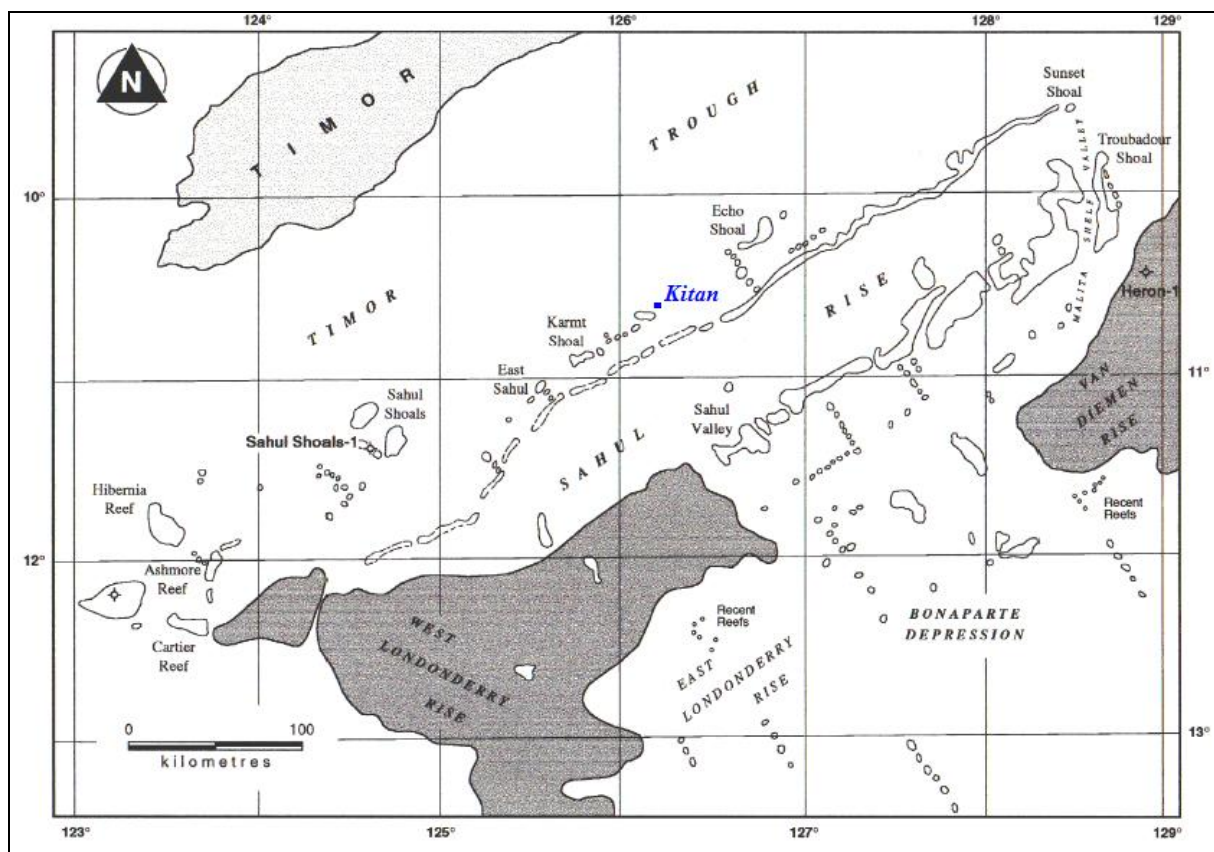 124°
126°
128°
129°
N
TIMOR
TROUGH
Sunset
Shoal
VALLEY
Troubadour
Shoal
10°
Echo
Shoal
SHELF
Kitan
RISE
MALITA
Heron-1
TIMOR
Karmt
Shoal
East
Sahul
11°
Sahul
Shoals
Sahul Shoals-1
SAHUL
Sahul
Valley
VAN
DIEMEN
RISE
Hibernia
Reef
Recent
Reefs
12°
Ashmore
Reef
Cartier
Reef
WEST
LONDONDERRY
RISE
Recent
Reefs
EAST
LONDONDERRY
RISE
BONAPARTE
DEPRESSION
0 100
kilometres
13°
123°
125°
127°
129°